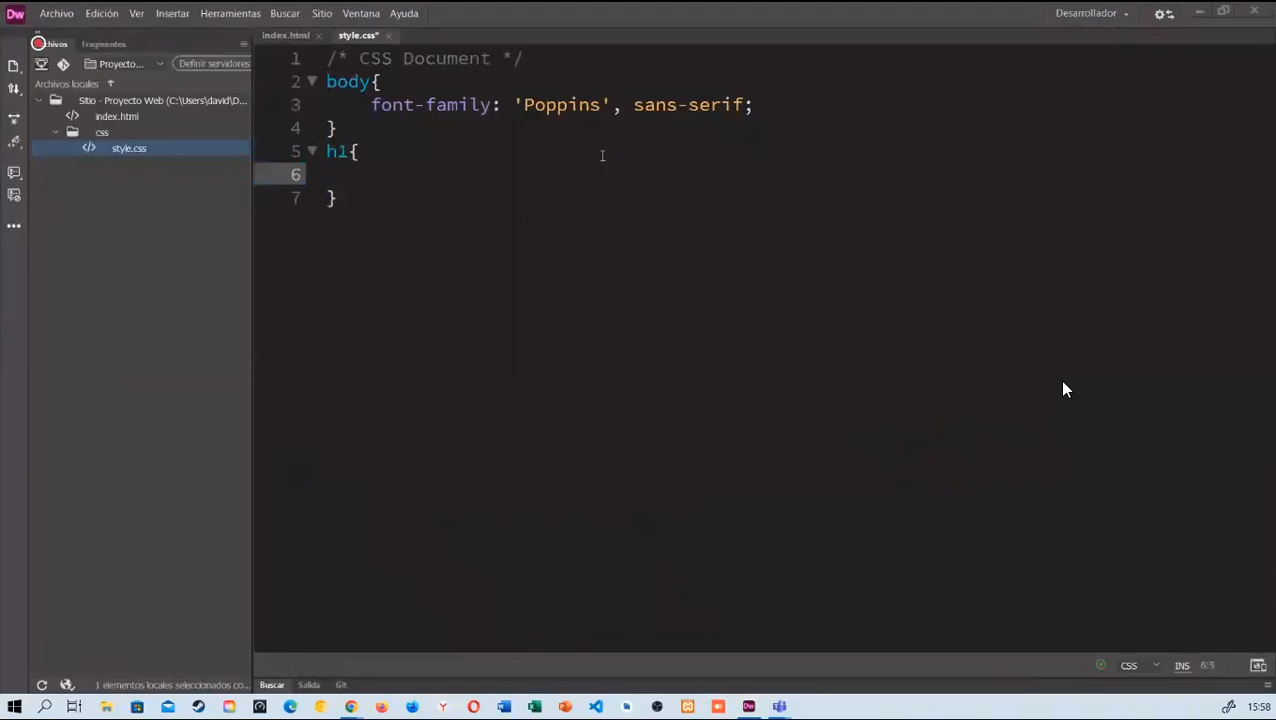 Dw Archivo Edición Ver Insertar Herramientas Buscar Sitio Ventana Ayuda Desarrollador
Fragmentos
index.html style.css*
Proyecto... Definir servidores
Archivos locales
Sitio - Proyecto Web (C:\Users\david\D...
index.html
css
style.css
1 /* CSS Document */
2 body{
3 font-family: 'Poppins', sans-serif;
4 }
5 h1{
6
7 }
CSS INS 6:5
1 elementos locales seleccionados co...
Buscar Salida Git
15:58